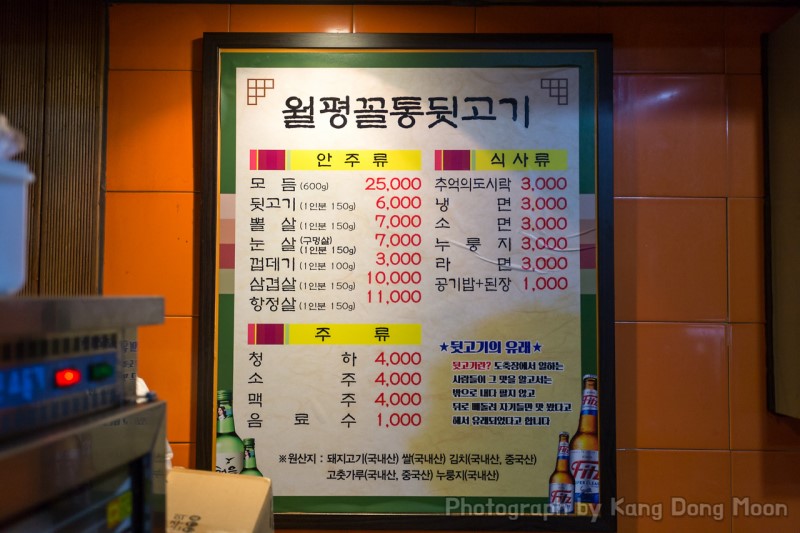 월평꼴통뒷고기
안주류
모듬(600g) 25,000
뒷고기(1인분 150g) 6,000
뽈살(1인분 150g) 7,000
눈살(구멍살)(1인분 150g) 7,000
껍데기(1인분 100g) 3,000
삼겹살(1인분 150g) 10,000
항정살(1인분 150g) 11,000
식사류
추억의도시락 3,000
냉면 3,000
소면 3,000
누룽지 3,000
라면 3,000
공기밥+된장 1,000
주류
청하 4,000
소주 4,000
맥주 4,000
음료수 1,000
★뒷고기의 유래★
뒷고기란? 도축장에서 일하는
사람들이 그 맛을 알고서는
밖으로 내다 팔지 않고
뒤로 빼돌려 자기들만 맛 봤다고
해서 유래되었다고 합니다
※원산지 : 돼지고기(국내산) 쌀(국내산) 김치(국내산, 중국산)
고춧가루(국내산, 중국산) 누룽지(국내산)
Fitz
Fitz
Photograph by Kang Dong Moon